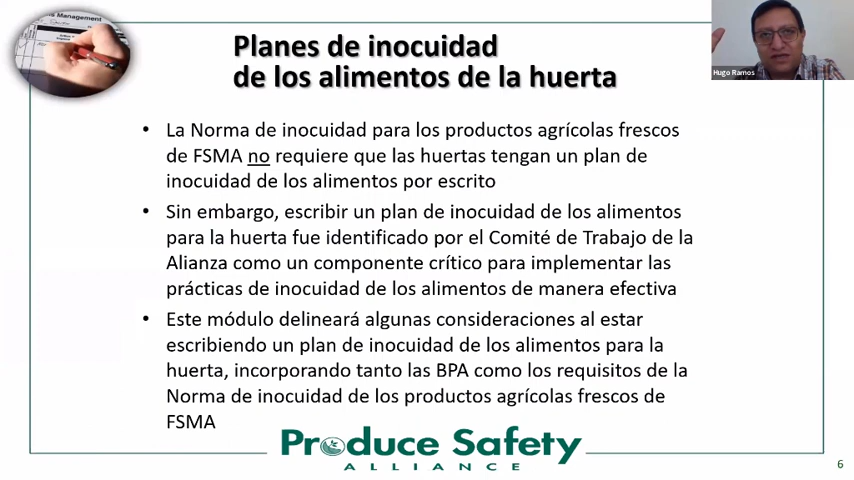 s Management
Planes de inocuidad
de los alimentos de la huerta
Hugo Ramos
• La Norma de inocuidad para los productos agrícolas frescos
de FSMA no requiere que las huertas tengan un plan de
inocuidad de los alimentos por escrito
• Sin embargo, escribir un plan de inocuidad de los alimentos
para la huerta fue identificado por el Comité de Trabajo de la
Alianza como un componente crítico para implementar las
prácticas de inocuidad de los alimentos de manera efectiva
• Este módulo delineará algunas consideraciones al estar
escribiendo un plan de inocuidad de los alimentos para la
huerta, incorporando tanto las BPA como los requisitos de la
Norma de inocuidad de los productos agrícolas frescos de
FSMA
Produce Safety
ALLIANCE
6